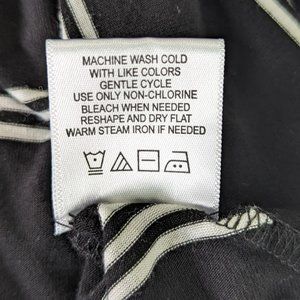 MACHINE WASH COLD
WITH LIKE COLORS
GENTLE CYCLE
USE ONLY NON-CHLORINE
BLEACH WHEN NEEDED
RESHAPE AND DRY FLAT
WARM STEAM IRON IF NEEDED